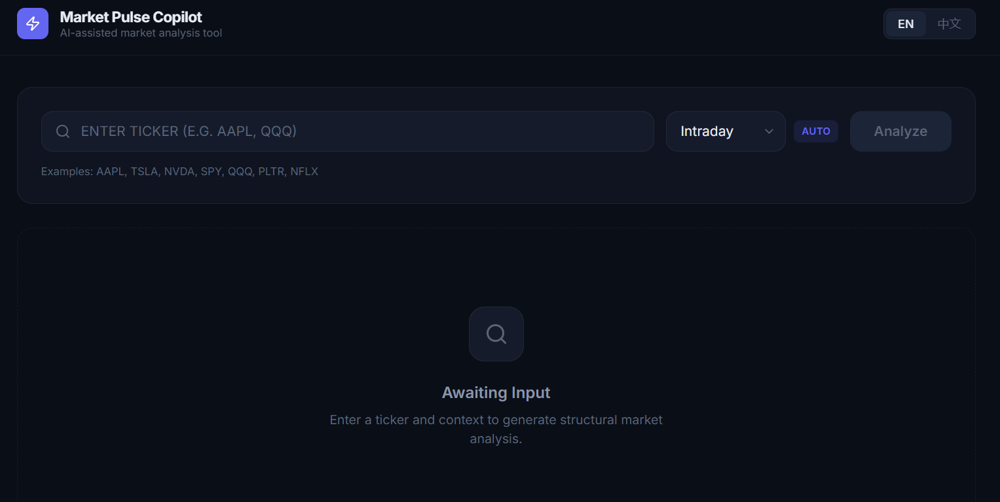 Market Pulse Copilot
AI-assisted market analysis tool
EN 中文
ENTER TICKER (E.G. AAPL, QQQ)
Intraday
AUTO
Analyze
Examples: AAPL, TSLA, NVDA, SPY, QQQ, PLTR, NFLX
Awaiting Input
Enter a ticker and context to generate structural market
analysis.